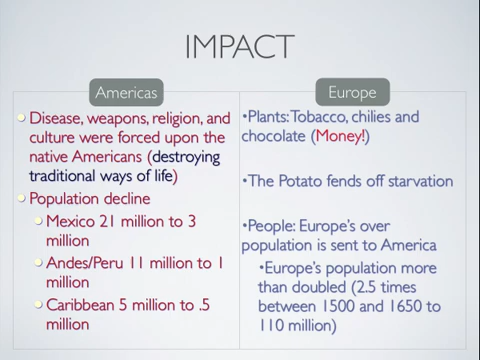 IMPACT
Americas
Disease, weapons, religion, and
culture were forced upon the
native Americans (destroying
traditional ways of life)
Population decline
Mexico 21 million to 3
million
Andes/Peru 11 million to 1
million
Caribbean 5 million to .5
million
Europe
•Plants: Tobacco, chilies and
chocolate (Money!)
•The Potato fends off starvation
•People: Europe's over
population is sent to America
•Europe's population more
than doubled (2.5 times
between 1500 and 1650 to
110 million)